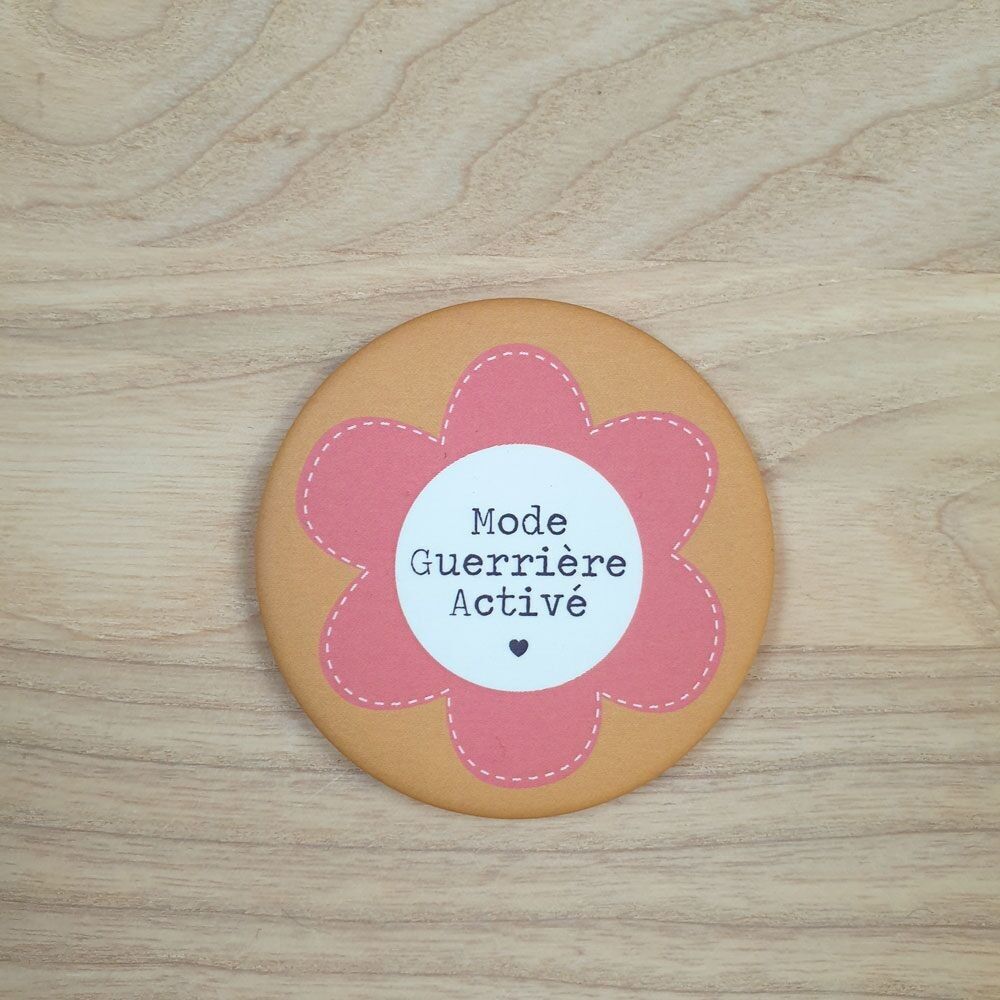 Mode
Guerrière
Activé
♥